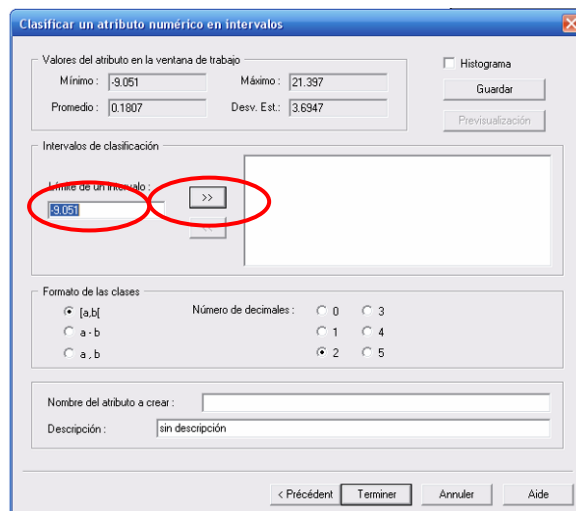 Clasificar un atributo numérico en intervalos
Valores del atributo en la ventana de trabajo
Mínimo : -9.051 Máximo : 21.397
Promedio : 0.1807 Desv. Est.: 3.6947
Histograma
Guardar
Previsualización
Intervalos de clasificación
Límite de un intervalo :
-9.051
>>
<<
Formato de las clases
[a,b[ Número de decimales : 0 3
a - b 1 4
a , b 2 5
Nombre del atributo a crear :
Descripción : sin descripción
< Précédent Terminer Annuler Aide